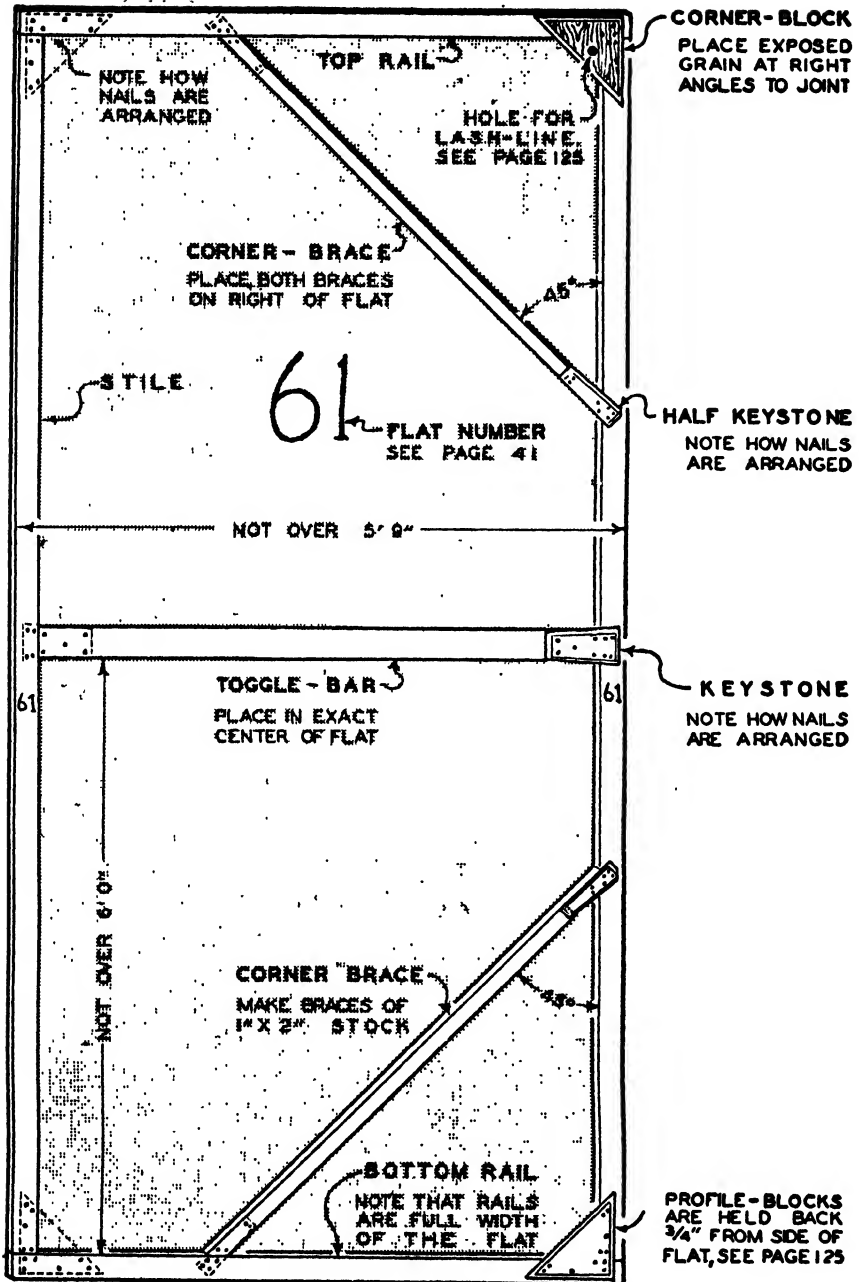 CORNER-BLOCK
PLACE EXPOSED
GRAIN AT RIGHT
ANGLES TO JOINT
TOP RAIL
NOTE HOW
NAILS ARE
ARRANGED
HOLE FOR
LASH-LINE.
SEE PAGE 125
CORNER-BRACE
PLACE BOTH BRACES
ON RIGHT OF FLAT
45°
STILE
61
FLAT NUMBER
SEE PAGE 41
HALF KEYSTONE
NOTE HOW NAILS
ARE ARRANGED
NOT OVER 5'9"
TOGGLE-BAR
PLACE IN EXACT
CENTER OF FLAT
61
61
KEYSTONE
NOTE HOW NAILS
ARE ARRANGED
NOT OVER 6'0"
CORNER BRACE
MAKE BRACES OF
1" X 2" STOCK
45°
BOTTOM RAIL
NOTE THAT RAILS
ARE FULL WIDTH
OF THE FLAT
PROFILE-BLOCKS
ARE HELD BACK
3/4" FROM SIDE OF
FLAT, SEE PAGE 125